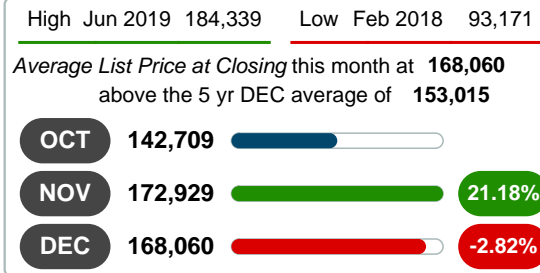 High Jun 2019 184,339 Low Feb 2018 93,171
Average List Price at Closing this month at 168,060
above the 5 yr DEC average of 153,015
OCT 142,709
NOV 172,929 21.18%
DEC 168,060 -2.82%